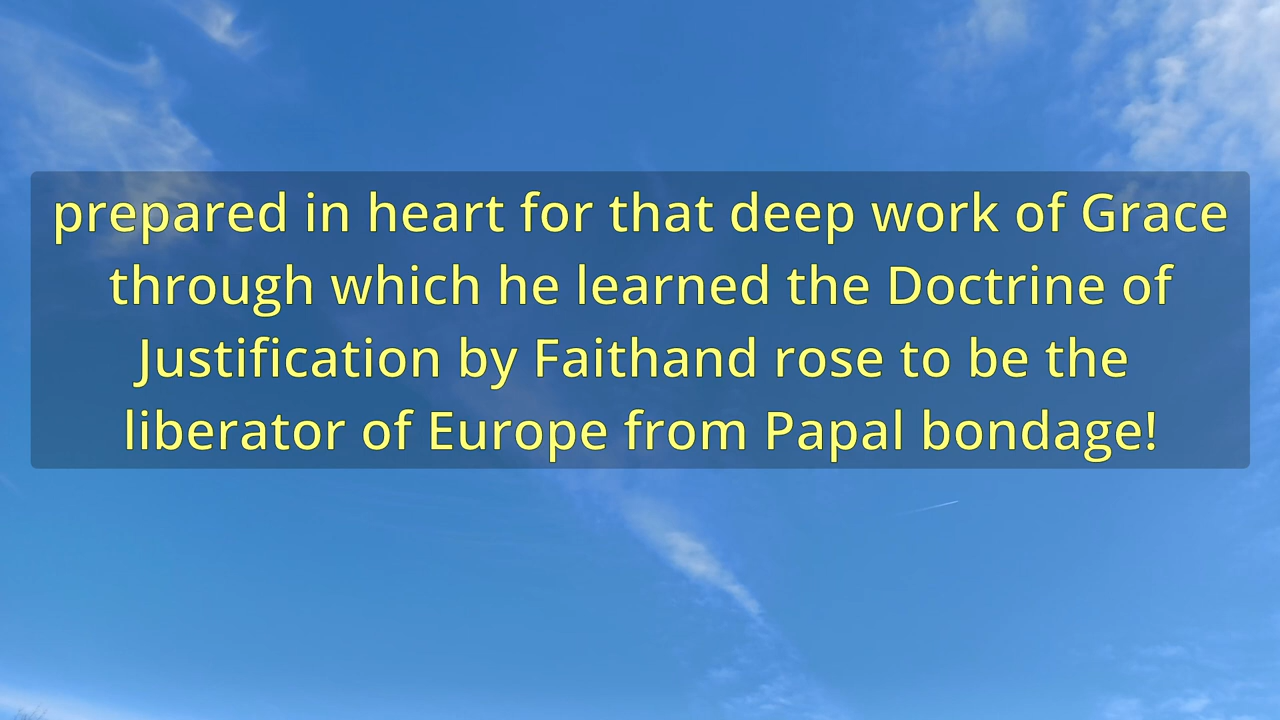 prepared in heart for that deep work of Grace
through which he learned the Doctrine of
Justification by Faithand rose to be the
liberator of Europe from Papal bondage!